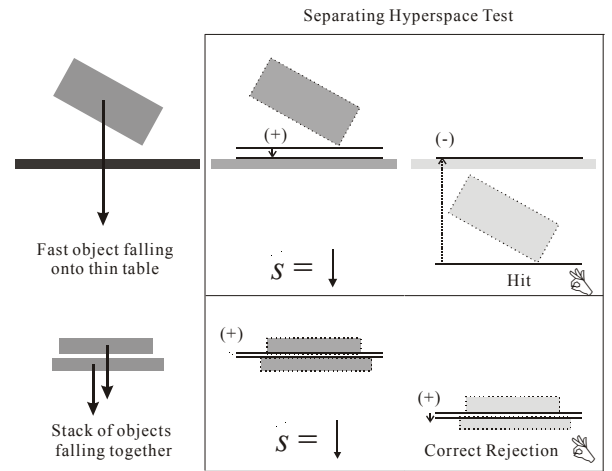 Separating Hyperspace Test
(+)
(-)
Fast object falling
onto thin table
s =
Hit
(+)
(+)
Stack of objects
falling together
s =
Correct Rejection